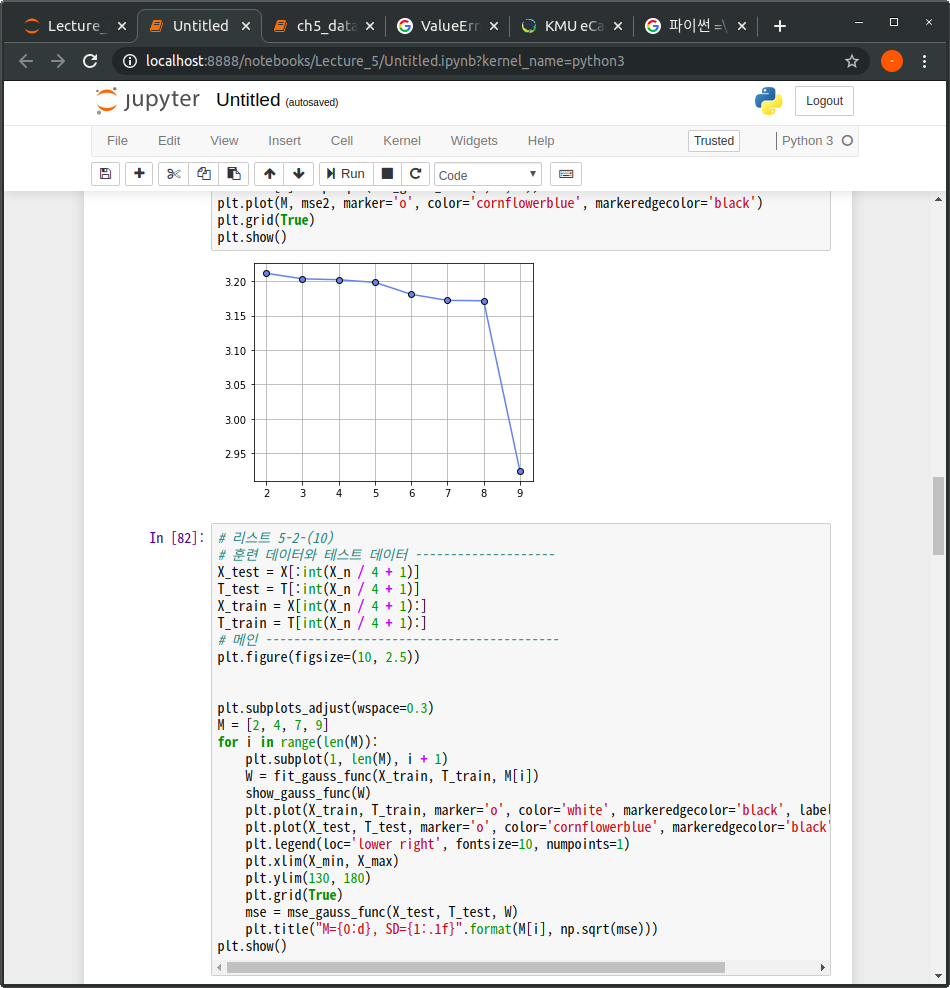 Lecture_
Untitled
ch5_data
ValueErr
KMU eCa
파이썬 =\
localhost:8888/notebooks/Lecture_5/Untitled.ipynb?kernel_name=python3
jupyter Untitled (autosaved)
Logout
File Edit View Insert Cell Kernel Widgets Help
Trusted
Python 3
Run
Code
plt.plot(M, mse2, marker='o', color='cornflowerblue', markeredgecolor='black')
plt.grid(True)
plt.show()
3.20
3.15
3.10
3.05
3.00
2.95
2 3 4 5 6 7 8 9
In [82]:
# 리스트 5-2-(10)
# 훈련 데이터와 테스트 데이터 --------------------
X_test = X[:int(X_n / 4 + 1)]
T_test = T[:int(X_n / 4 + 1)]
X_train = X[int(X_n / 4 + 1):]
T_train = T[int(X_n / 4 + 1):]
# 메인 ------------------------------------------
plt.figure(figsize=(10, 2.5))
plt.subplots_adjust(wspace=0.3)
M = [2, 4, 7, 9]
for i in range(len(M)):
    plt.subplot(1, len(M), i + 1)
    W = fit_gauss_func(X_train, T_train, M[i])
    show_gauss_func(W)
    plt.plot(X_train, T_train, marker='o', color='white', markeredgecolor='black', label
    plt.plot(X_test, T_test, marker='o', color='cornflowerblue', markeredgecolor='black'
    plt.legend(loc='lower right', fontsize=10, numpoints=1)
    plt.xlim(X_min, X_max)
    plt.ylim(130, 180)
    plt.grid(True)
    mse = mse_gauss_func(X_test, T_test, W)
    plt.title("M={0:d}, SD={1:.1f}".format(M[i], np.sqrt(mse)))
plt.show()